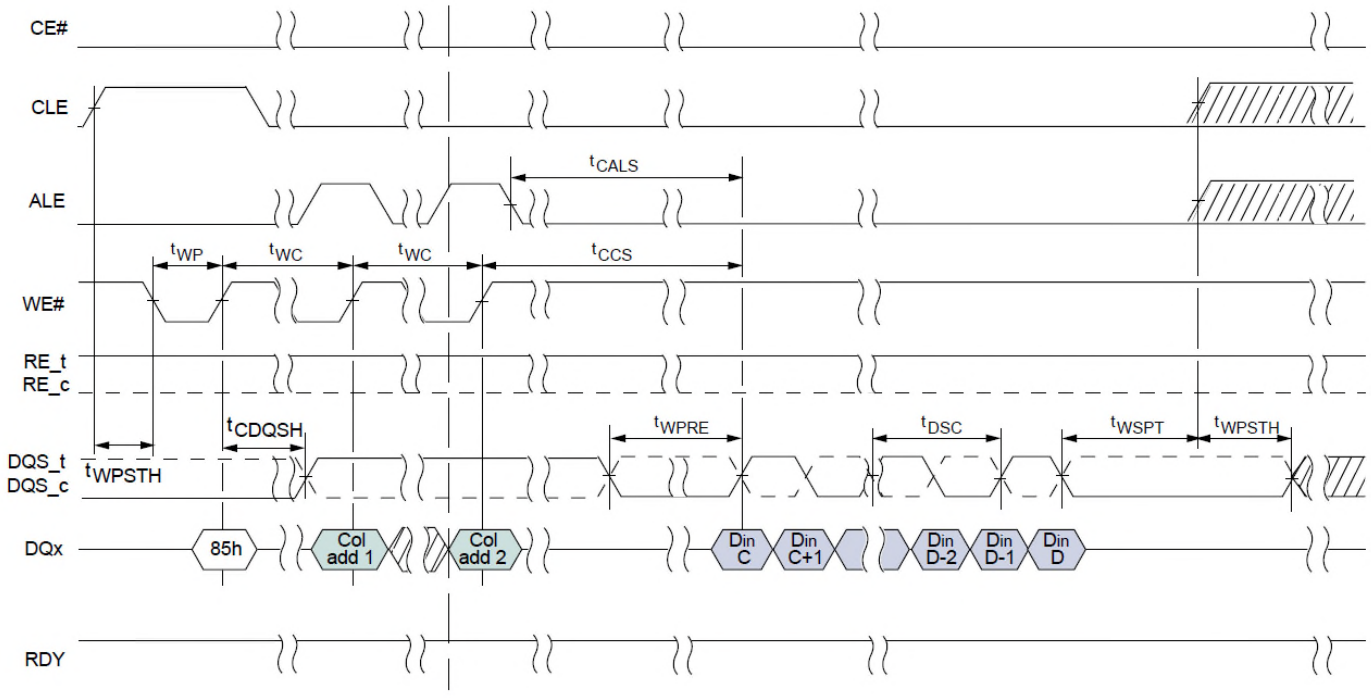 CE#
CLE
tCALS
ALE
tWP
tWC
tWC
tCCS
WE#
RE_t
RE_c
tCDQSH
tWPRE
tDSC
tWSPT
tWPSTH
tWPSTH
DQS_t
DQS_c
DQx
85h
Col
add 1
Col
add 2
Din
C
Din
C+1
Din
D-2
Din
D-1
Din
D
RDY